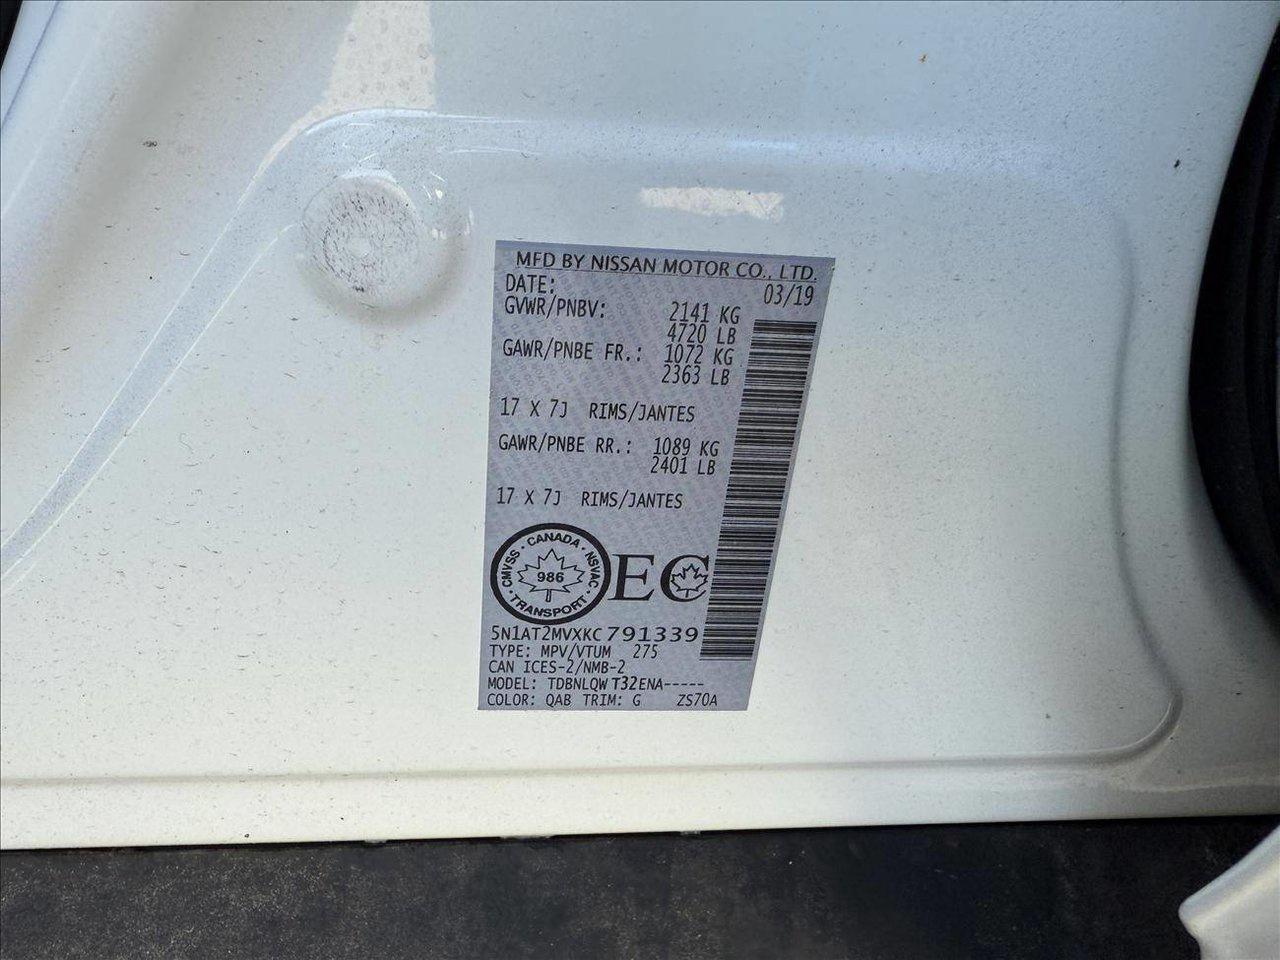 MFD BY NISSAN MOTOR CO., LTD.
DATE: 03/19
GVWR/PNBV: 2141 KG
4720 LB
GAWR/PNBE FR.: 1072 KG
2363 LB
17 X 7J RIMS/JANTES
GAWR/PNBE RR.: 1089 KG
2401 LB
17 X 7J RIMS/JANTES
CMVSS · CANADA · NSVAC · TRANSPORT ·
986
EC
5N1AT2MVXKC791339
TYPE: MPV/VTUM 275
CAN ICES-2/NMB-2
MODEL: TDBNLQWT32ENA-----
COLOR: QAB TRIM: G ZS70A